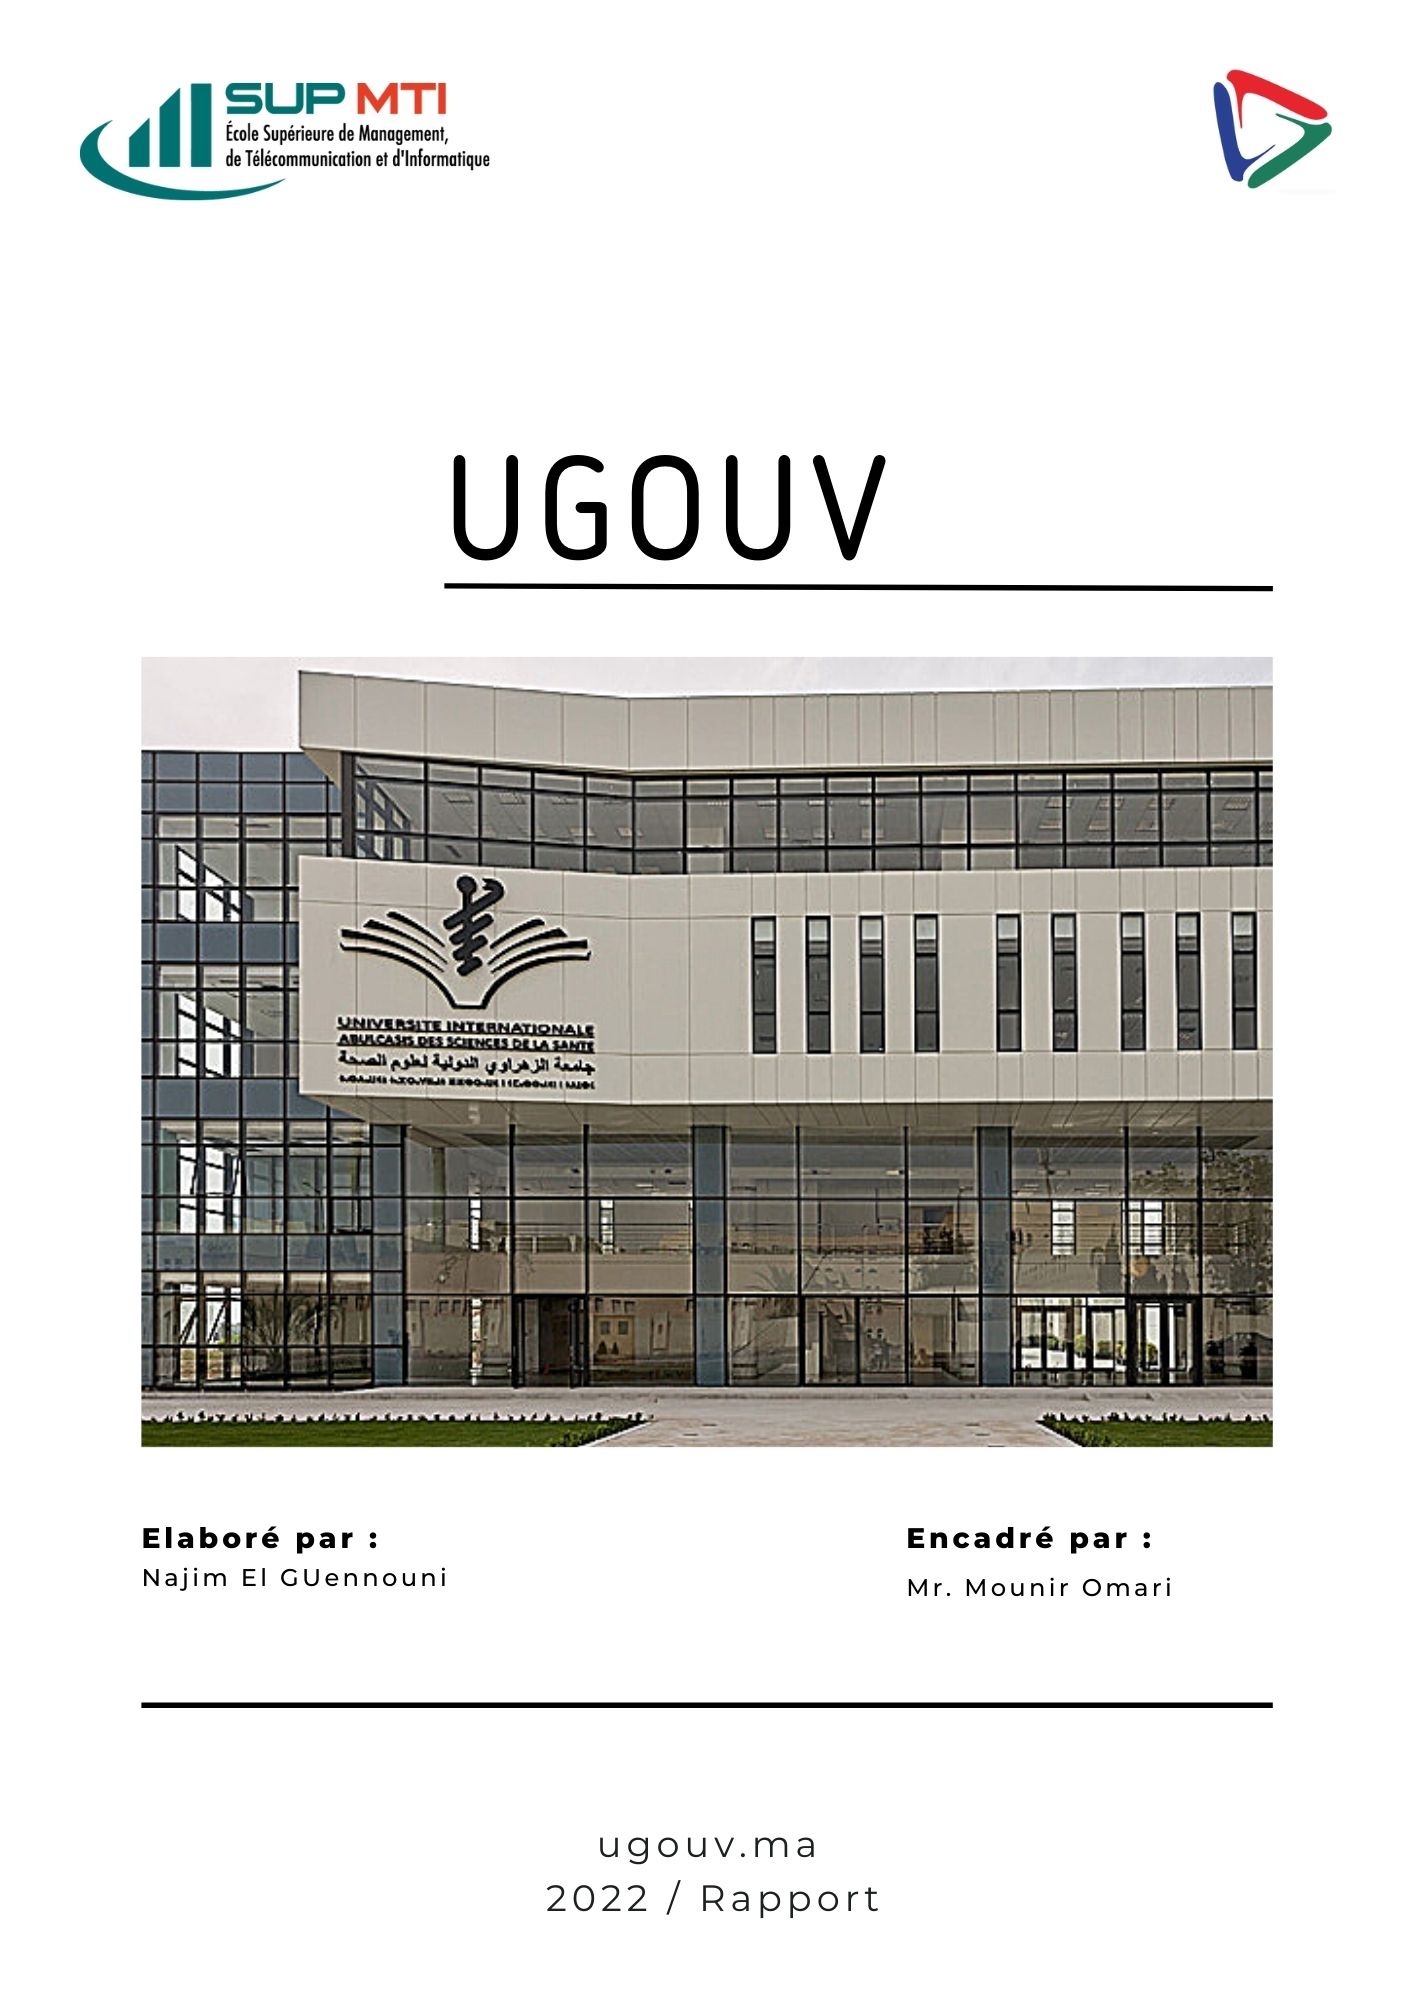 SUP MTI
École Supérieure de Management,
de Télécommunication et d'Informatique
UGOUV
UNIVERSITE INTERNATIONALE
ABULCASIS DES SCIENCES DE LA SANTE
جامعة الزهراوي الدولية لعلوم الصحة
Elaboré par :
Najim El GUennouni
Encadré par :
Mr. Mounir Omari
ugouv.ma
2022 / Rapport